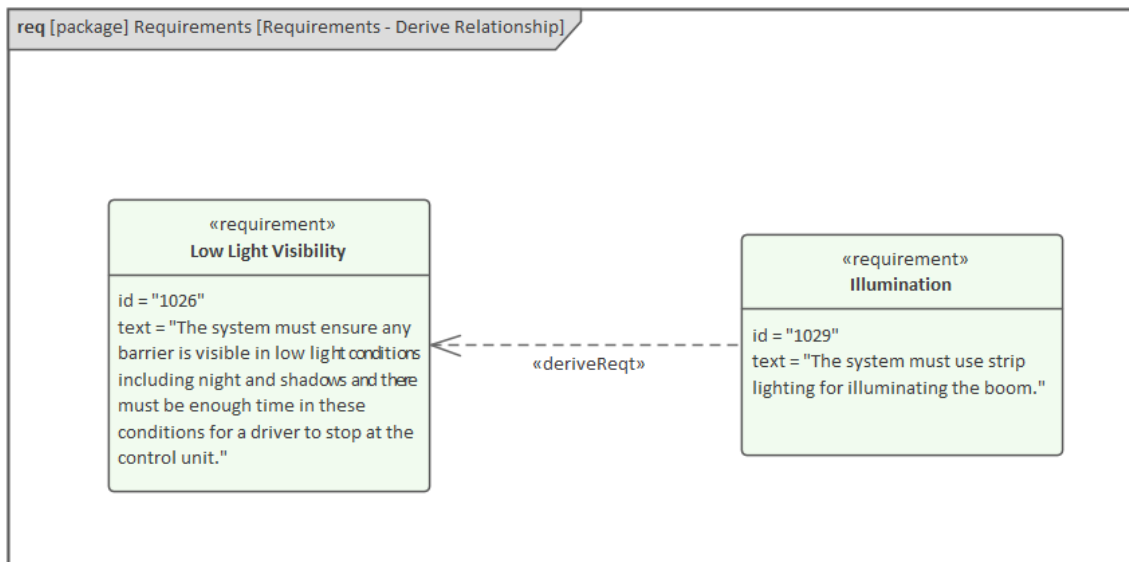 req [package] Requirements [Requirements - Derive Relationship]
«requirement»
Low Light Visibility
id = "1026"
text = "The system must ensure any
barrier is visible in low light conditions
including night and shadows and there
must be enough time in these
conditions for a driver to stop at the
control unit."
«deriveReqt»
«requirement»
Illumination
id = "1029"
text = "The system must use strip
lighting for illuminating the boom."